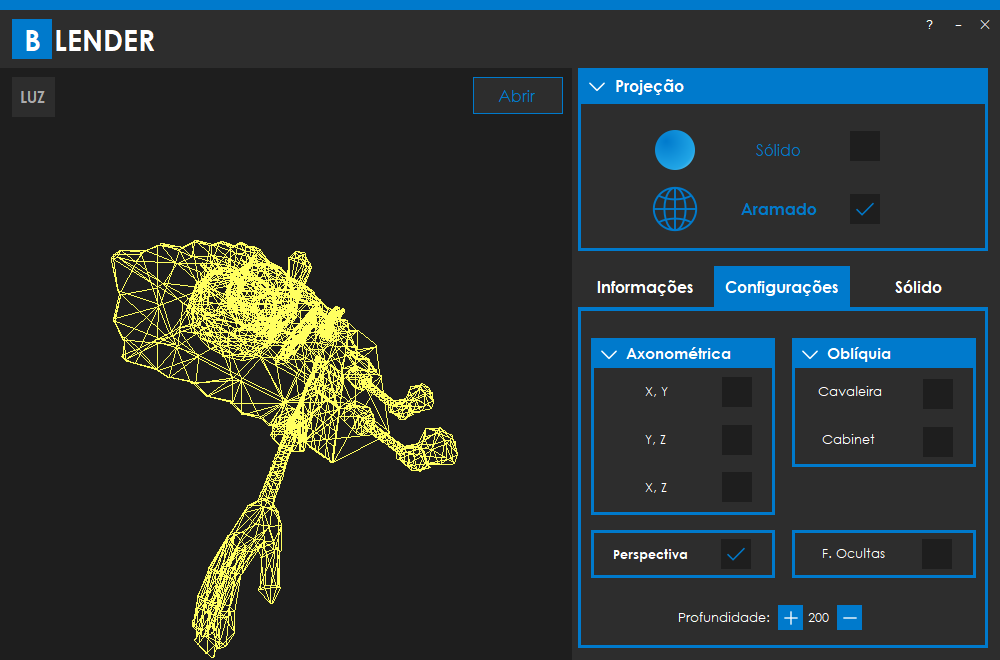 B LENDER
? –
LUZ
Abrir
Projeção
Sólido
Aramado
Informações Configurações Sólido
Axonométrica
Oblíquia
X, Y
Cavaleira
Y, Z
Cabinet
X, Z
Perspectiva
F. Ocultas
Profundidade: + 200 –